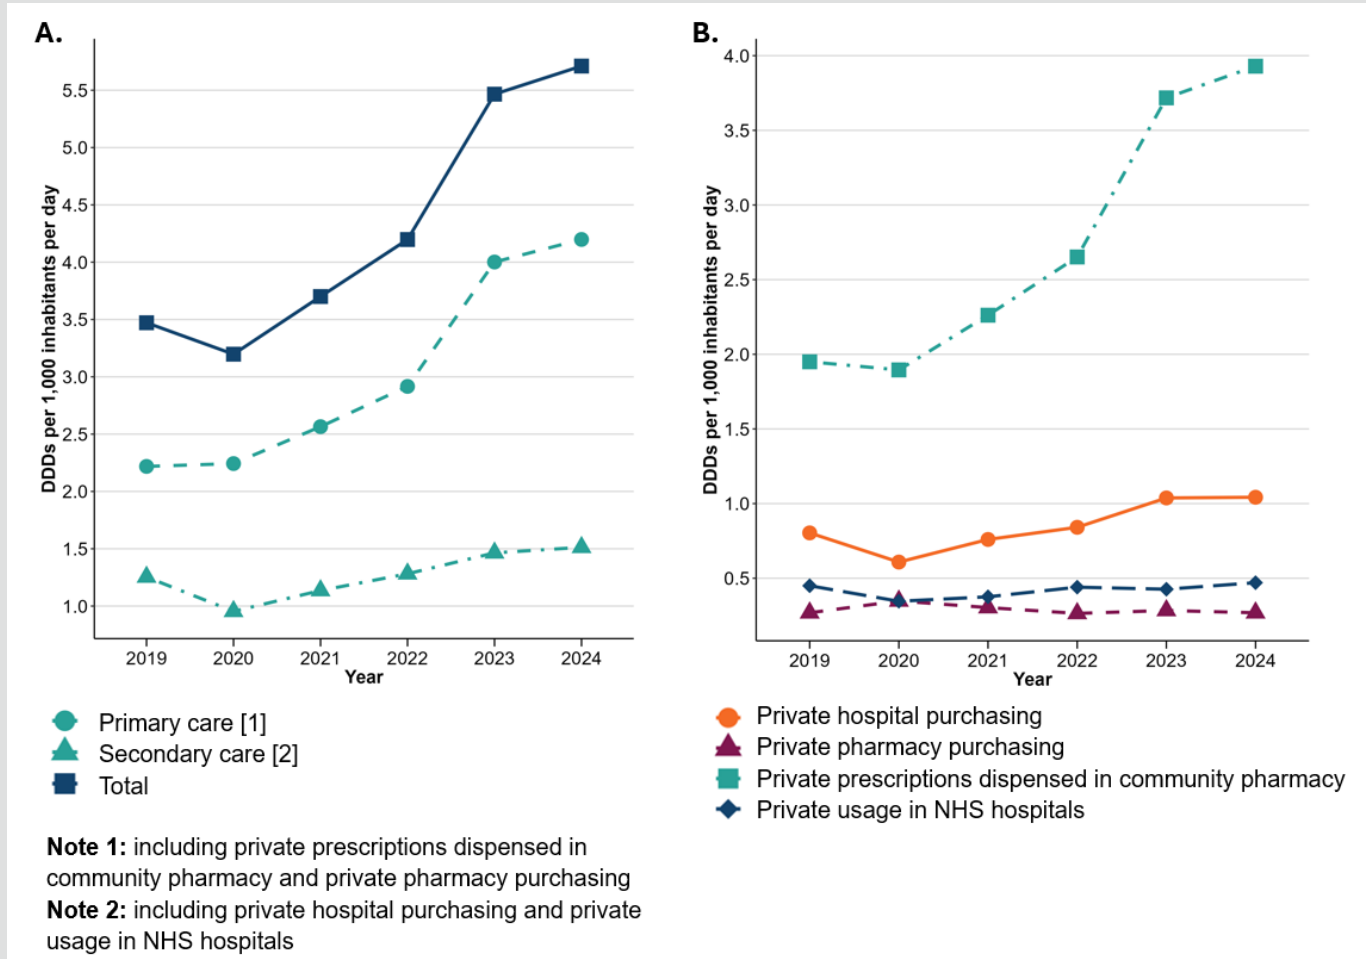 A.
DDDs per 1,000 inhabitants per day
5.5
5.0
4.5
4.0
3.5
3.0
2.5
2.0
1.5
1.0
2019 2020 2021 2022 2023 2024
Year
Primary care [1]
Secondary care [2]
Total
Note 1: including private prescriptions dispensed in
community pharmacy and private pharmacy purchasing
Note 2: including private hospital purchasing and private
usage in NHS hospitals
B.
DDDs per 1,000 inhabitants per day
4.0
3.5
3.0
2.5
2.0
1.5
1.0
0.5
2019 2020 2021 2022 2023 2024
Year
Private hospital purchasing
Private pharmacy purchasing
Private prescriptions dispensed in community pharmacy
Private usage in NHS hospitals